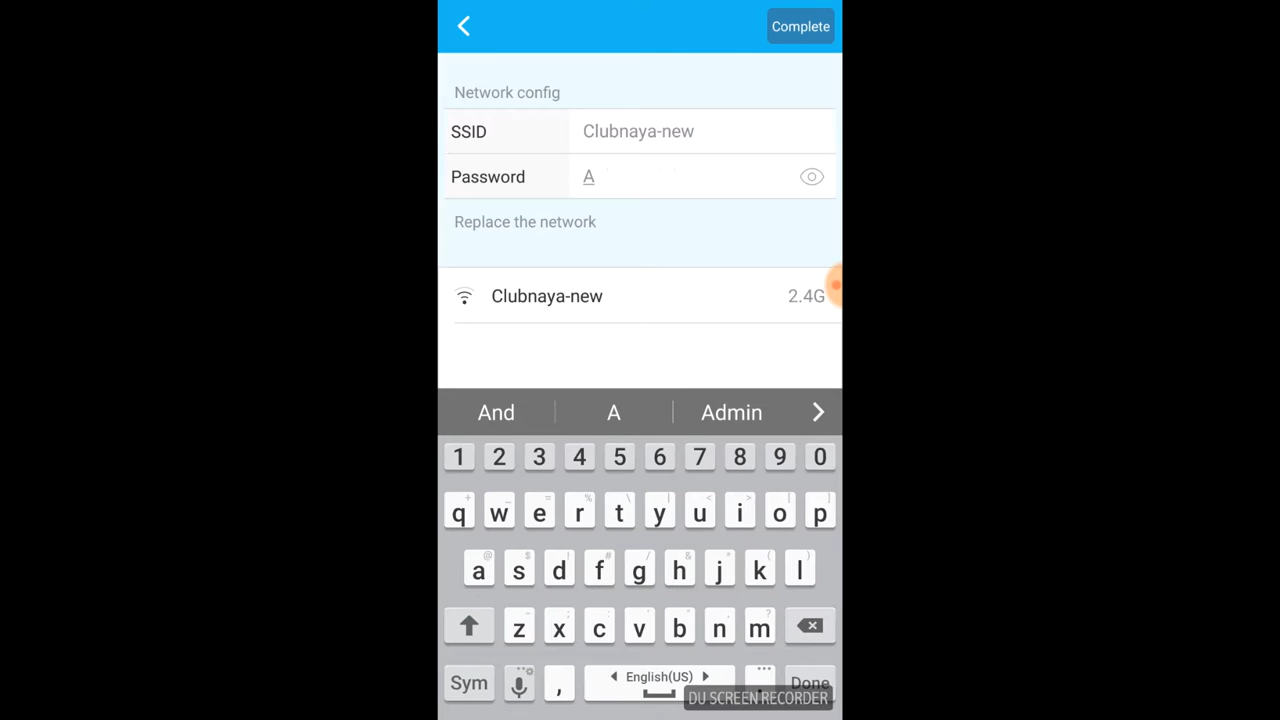 Complete
Network config
SSID Clubnaya-new
Password A
Replace the network
Clubnaya-new 2.4G
And A Admin
1 2 3 4 5 6 7 8 9 0
+ _ = % \ | < > [ ]
q w e r t y u i o p
@ $ ! # / & * ( )
a s d f g h j k l
- ; : ' " ?
z x c v b n m
Sym , English(US) . Done
DU SCREEN RECORDER